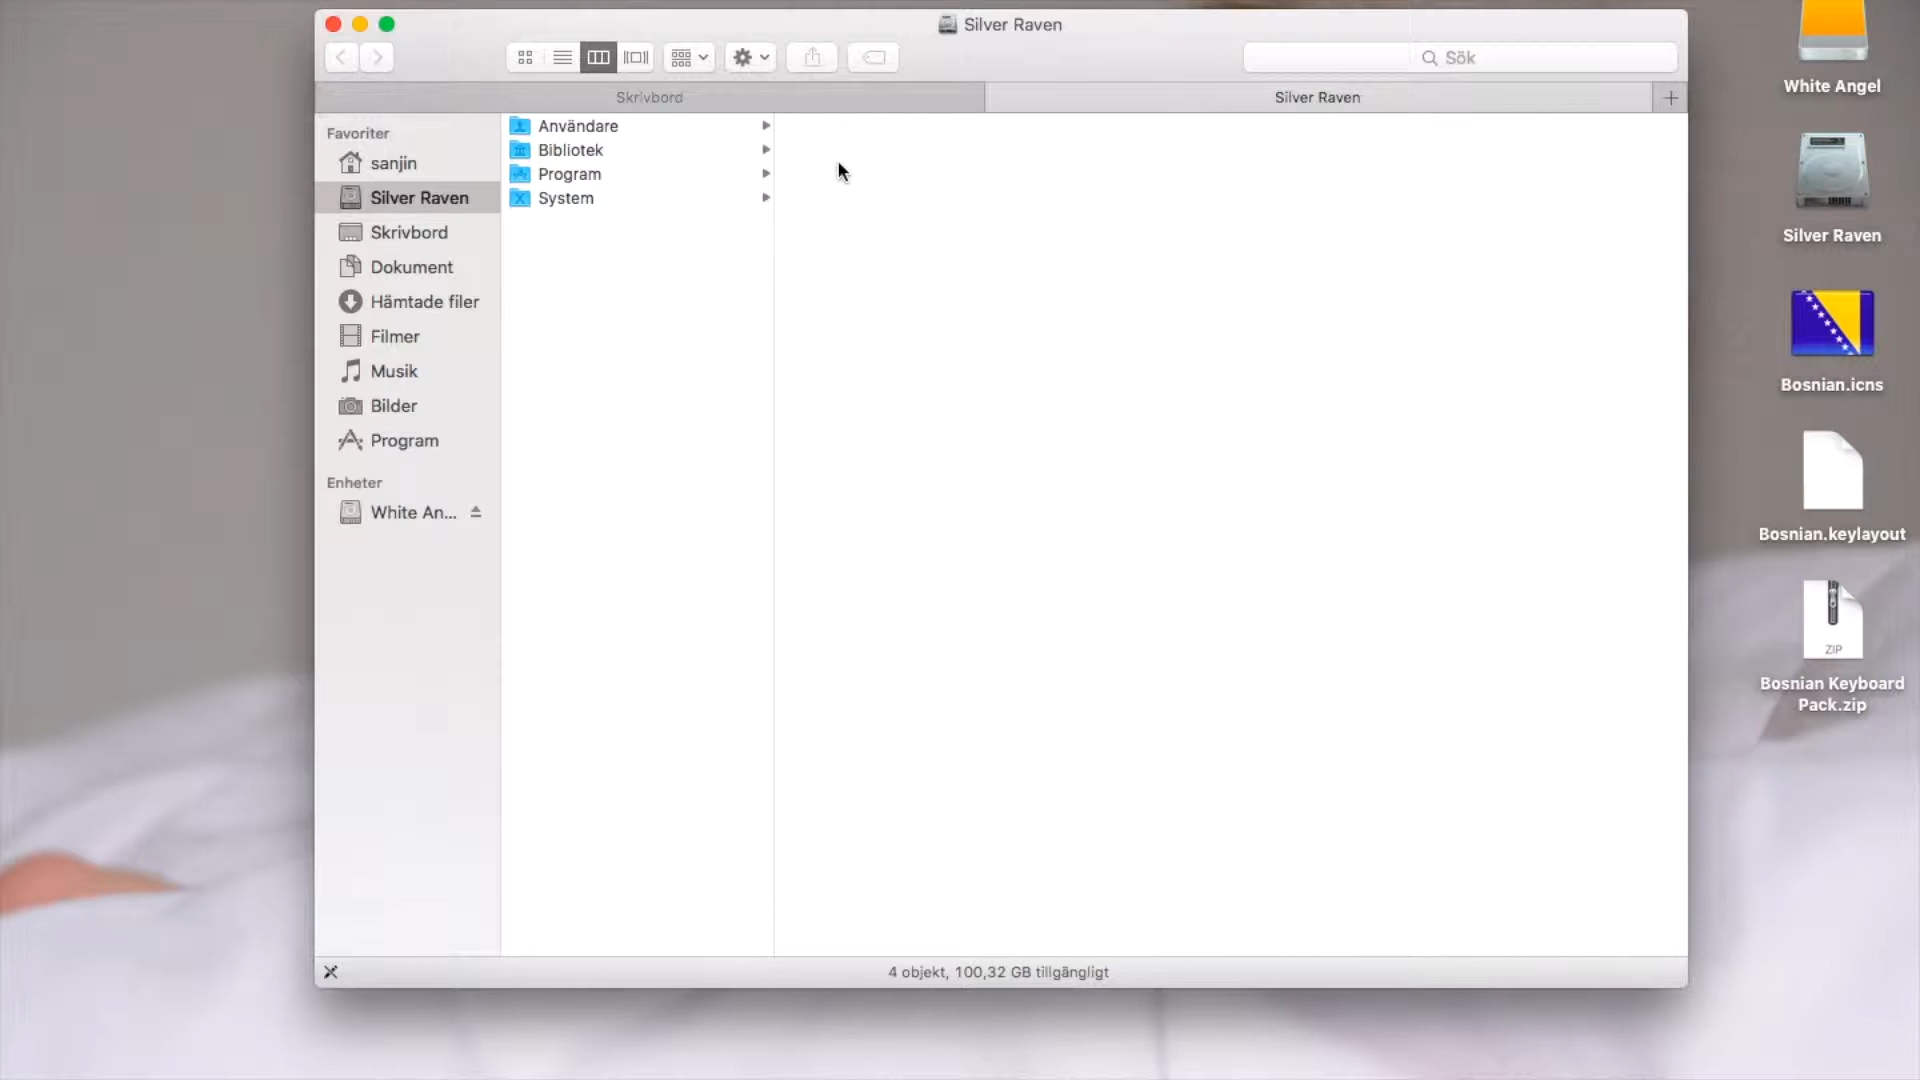 Silver Raven
Sök
Skrivbord
Silver Raven
Favoriter
sanjin
Silver Raven
Skrivbord
Dokument
Hämtade filer
Filmer
Musik
Bilder
Program
Enheter
White An...
Användare
Bibliotek
Program
System
4 objekt, 100,32 GB tillgängligt
White Angel
Silver Raven
Bosnian.icns
Bosnian.keylayout
ZIP
Bosnian Keyboard
Pack.zip